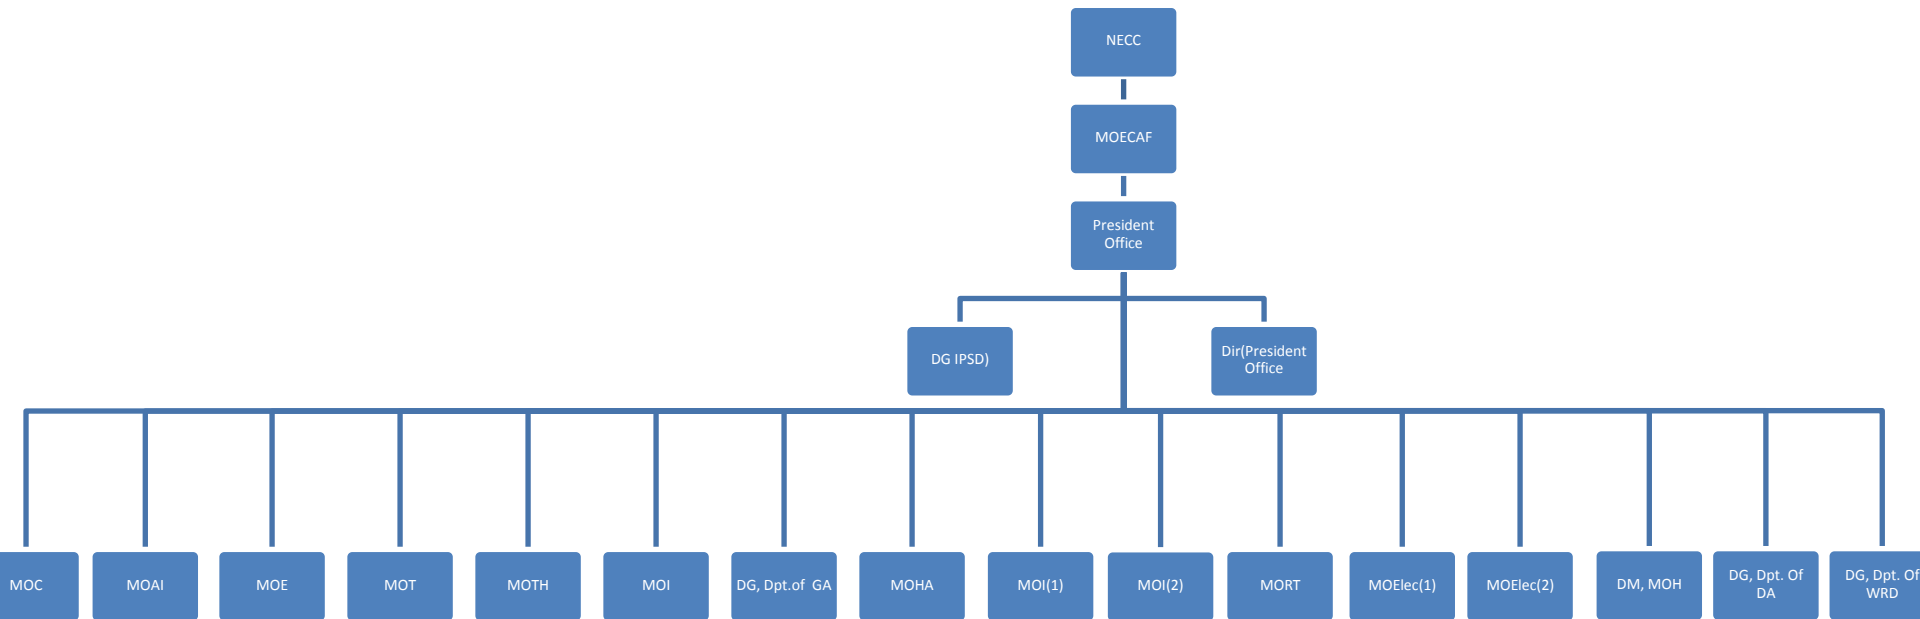 NECC
MOECAF
President
Office
DG IPSD)
Dir(President
Office
MOC
MOAI
MOE
MOT
MOTH
MOI
DG, Dpt.of  GA
MOHA
MOI(1)
MOI(2)
MORT
MOElec(1)
MOElec(2)
DM, MOH
DG, Dpt. Of
DA
DG, Dpt. Of
WRD